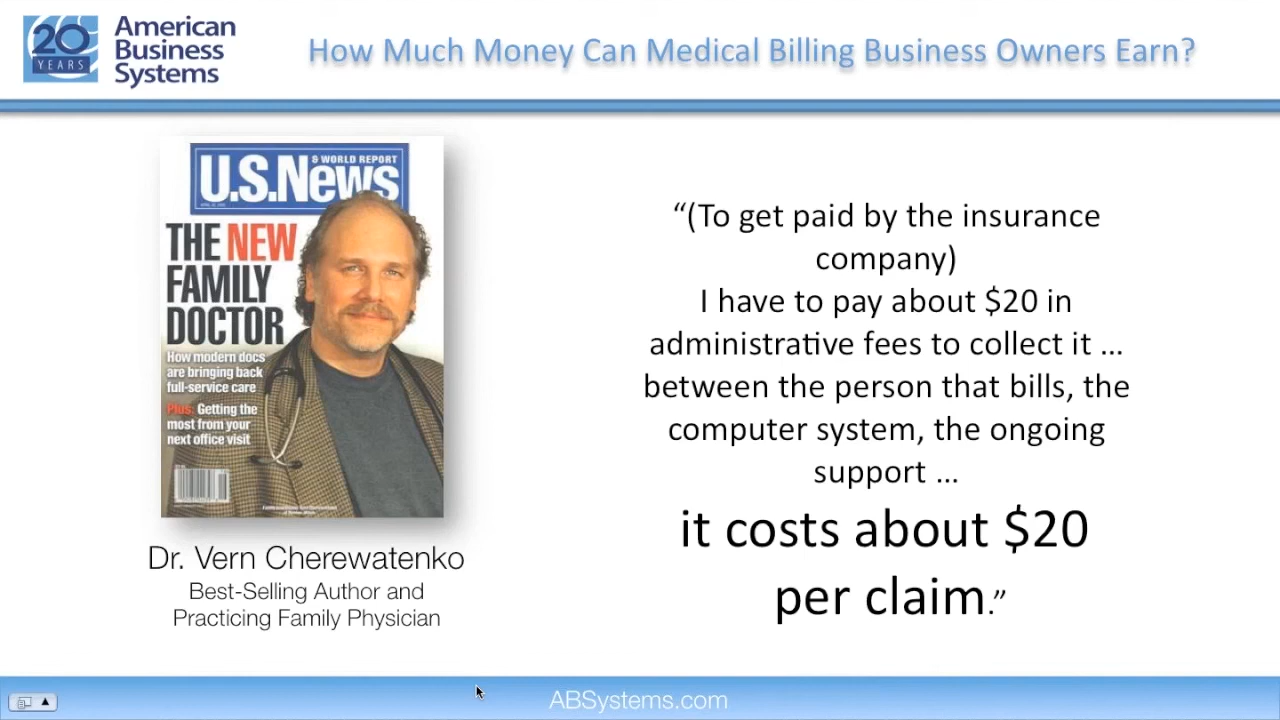 20
YEARS
American
Business
Systems
How Much Money Can Medical Billing Business Owners Earn?
U.S.News
& WORLD REPORT
THE NEW
FAMILY
DOCTOR
How modern docs
are bringing back
full-service care
Plus: Getting the
most from your
next office visit
Dr. Vern Cherewatenko
Best-Selling Author and
Practicing Family Physician
“(To get paid by the insurance
company)
I have to pay about $20 in
administrative fees to collect it ...
between the person that bills, the
computer system, the ongoing
support ...
it costs about $20
per claim.”
ABSystems.com